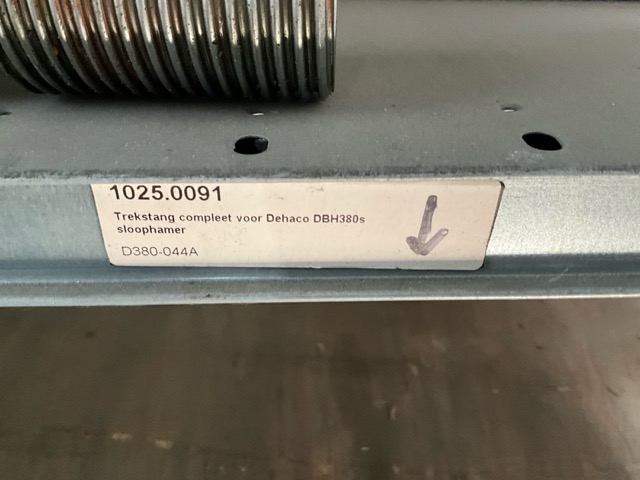 1025.0091
Trekstang compleet voor Dehaco DBH380s
sloophamer
D380-044A